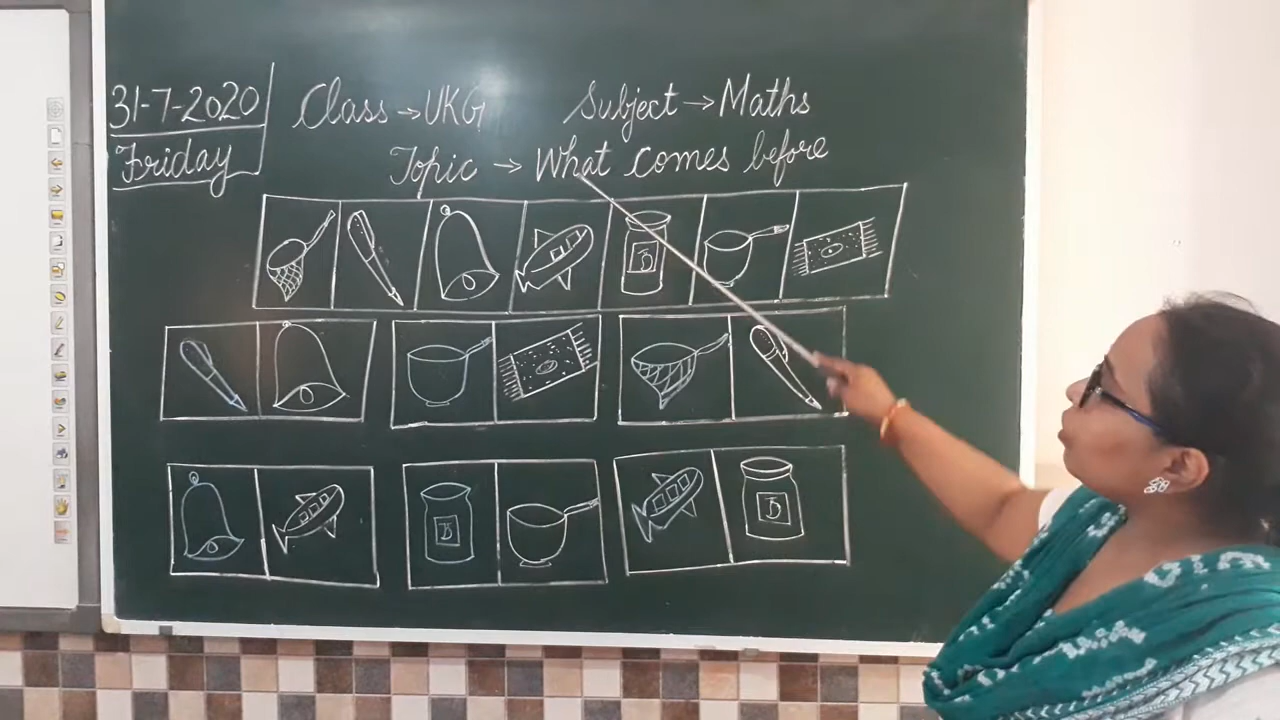 31-7-2020 Class → UKG Subject → Maths
Friday Topic → What comes before